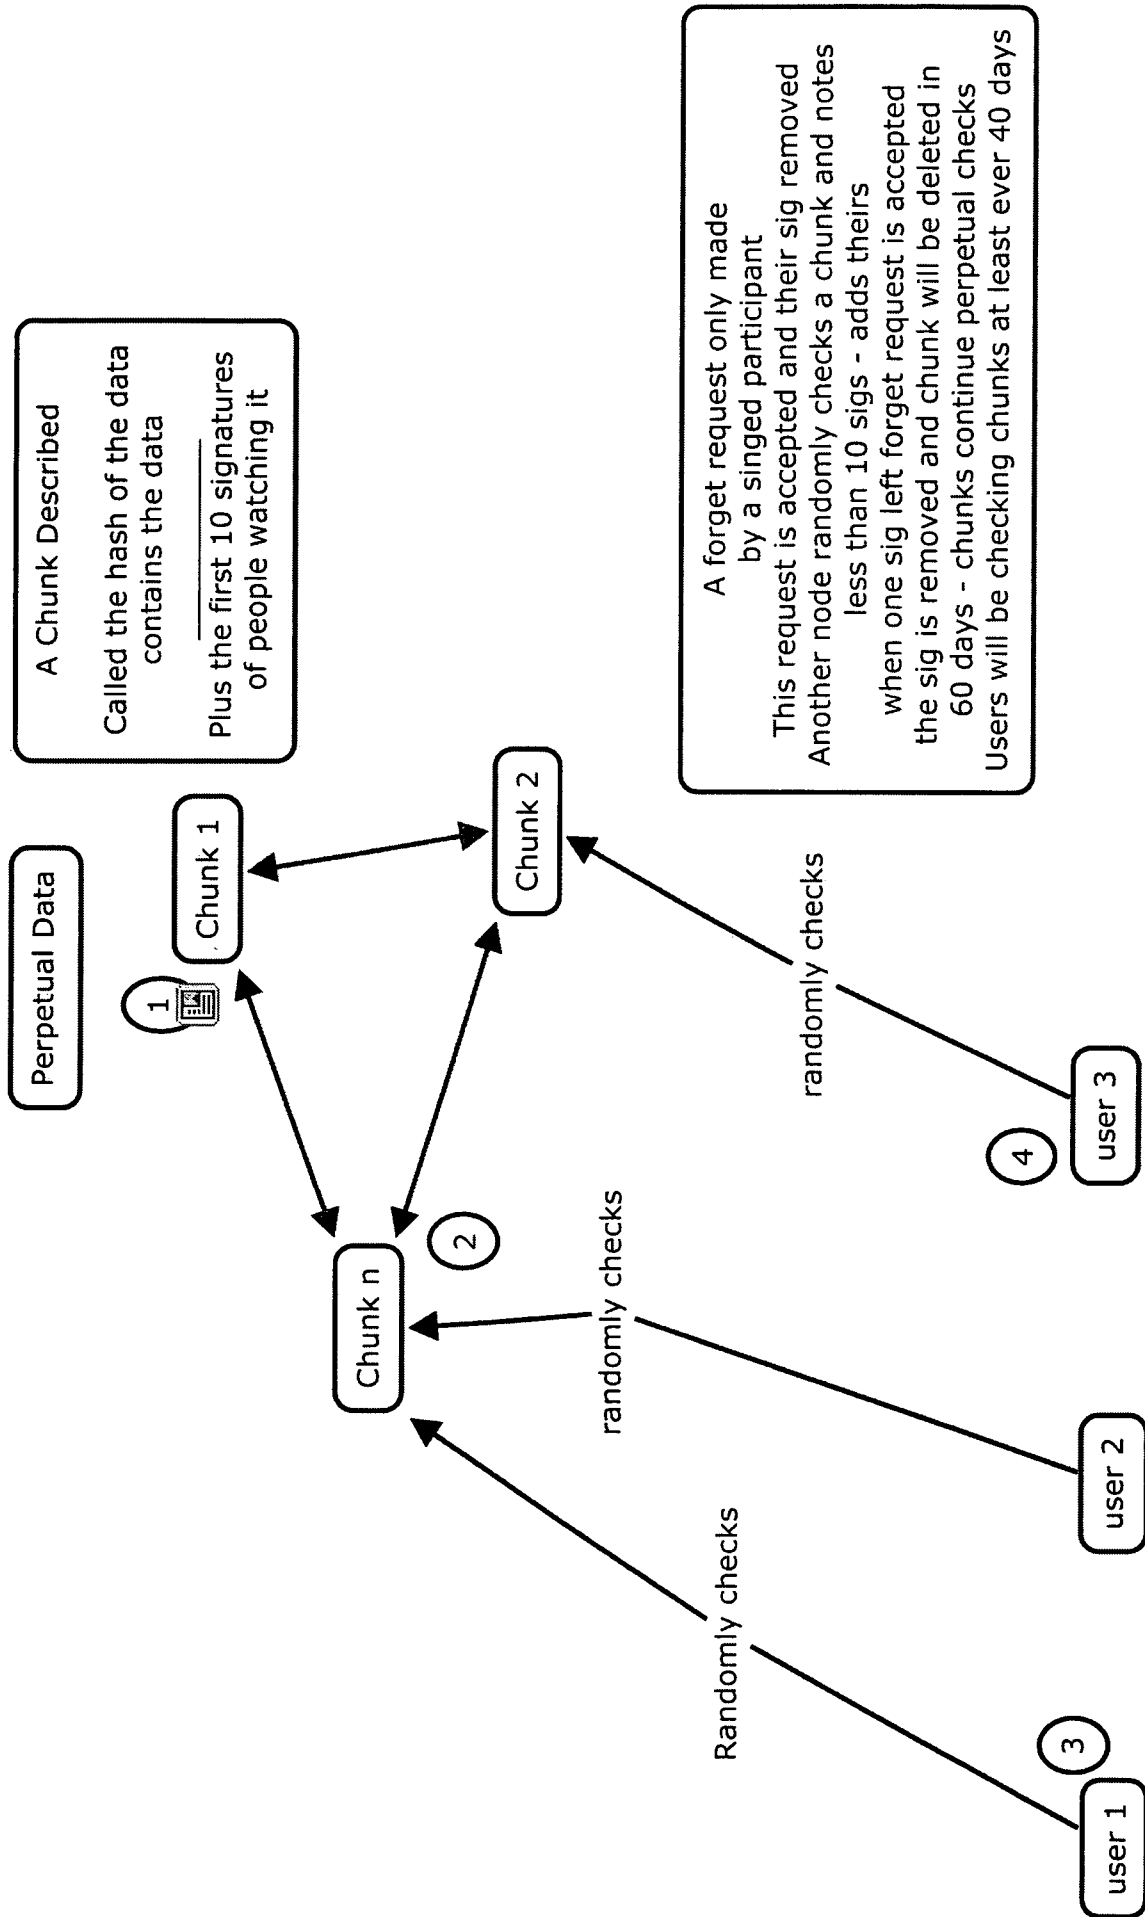 Perpetual Data
A Chunk Described
Called the hash of the data
contains the data
Plus the first 10 signatures
of people watching it
1
Chunk 1
Chunk n
2
Chunk 2
Randomly checks
randomly checks
randomly checks
A forget request only made
by a singed participant
This request is accepted and their sig removed
Another node randomly checks a chunk and notes
less than 10 sigs - adds theirs
when one sig left forget request is accepted
the sig is removed and chunk will be deleted in
60 days - chunks continue perpetual checks
Users will be checking chunks at least ever 40 days
3
4
user 1
user 2
user 3